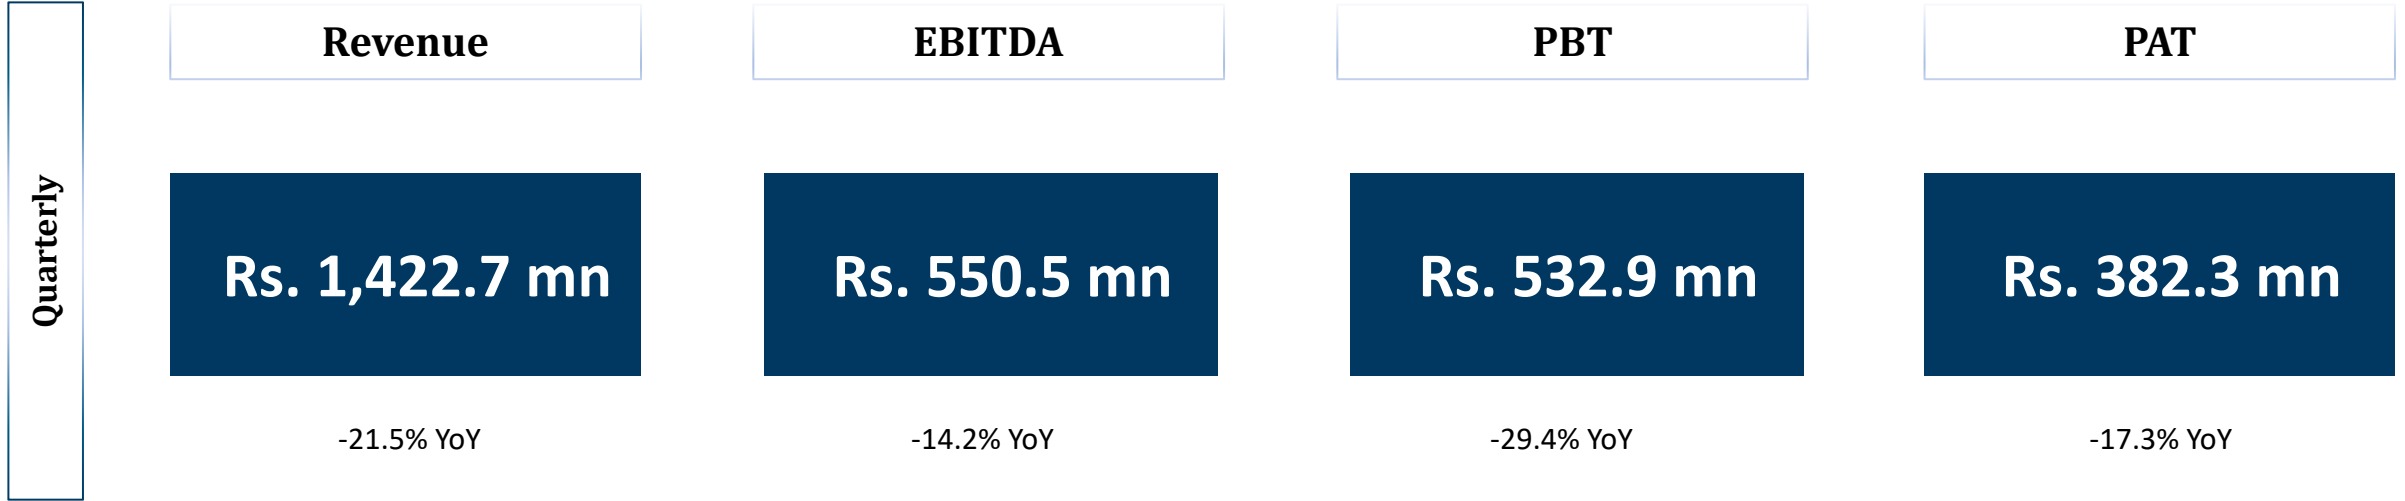 Quarterly
Revenue
EBITDA
PBT
PAT
Rs. 1,422.7 mn
Rs. 550.5 mn
Rs. 532.9 mn
Rs. 382.3 mn
-21.5% YoY
-14.2% YoY
-29.4% YoY
-17.3% YoY